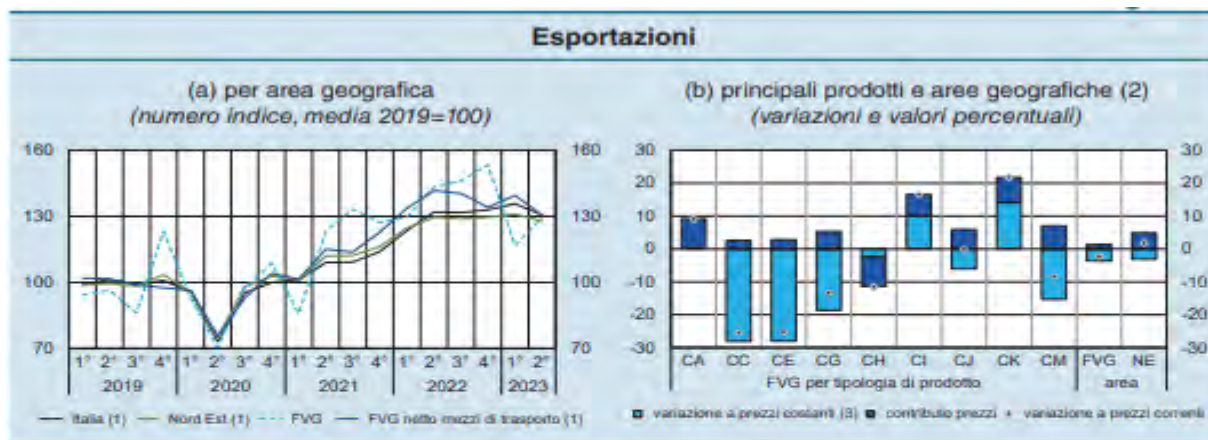 Esportazioni
(a) per area geografica
(numero indice, media 2019=100)
160 160
130 130
100 100
70 70
1° 2° 3° 4° 1° 2° 3° 4° 1° 2° 3° 4° 1° 2° 3° 4° 1° 2°
2019 2020 2021 2022 2023
Italia (1) Nord Est (1) FVG FVG netto mezzi di trasporto (1)
(b) principali prodotti e aree geografiche (2)
(variazioni e valori percentuali)
30 30
20 20
10 10
0 0
-10 -10
-20 -20
-30 -30
CA CC CE CG CH CI CJ CK CM FVG NE
FVG per tipologia di prodotto area
variazione a prezzi costanti (3) contributo prezzi variazione a prezzi correnti